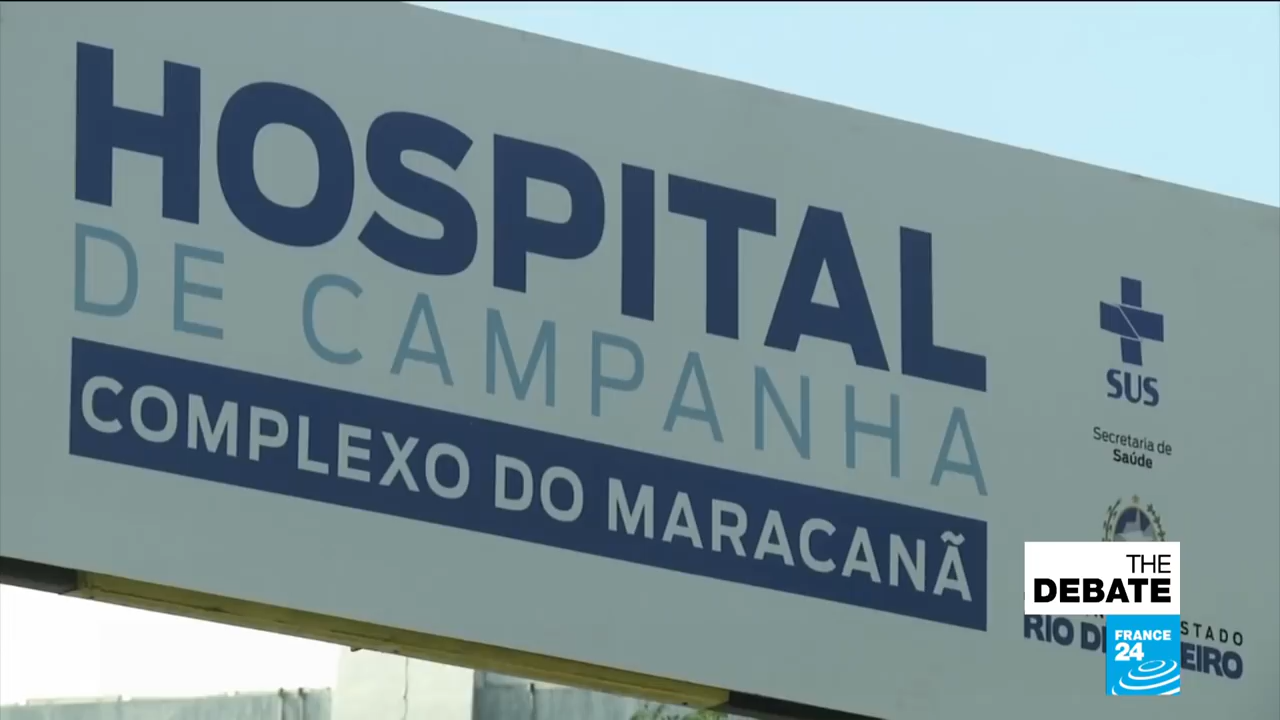 HOSPITAL
DE CAMPANHA
COMPLEXO DO MARACANÃ
SUS
Secretaria de
Saúde
THE
DEBATE
FRANCE
24